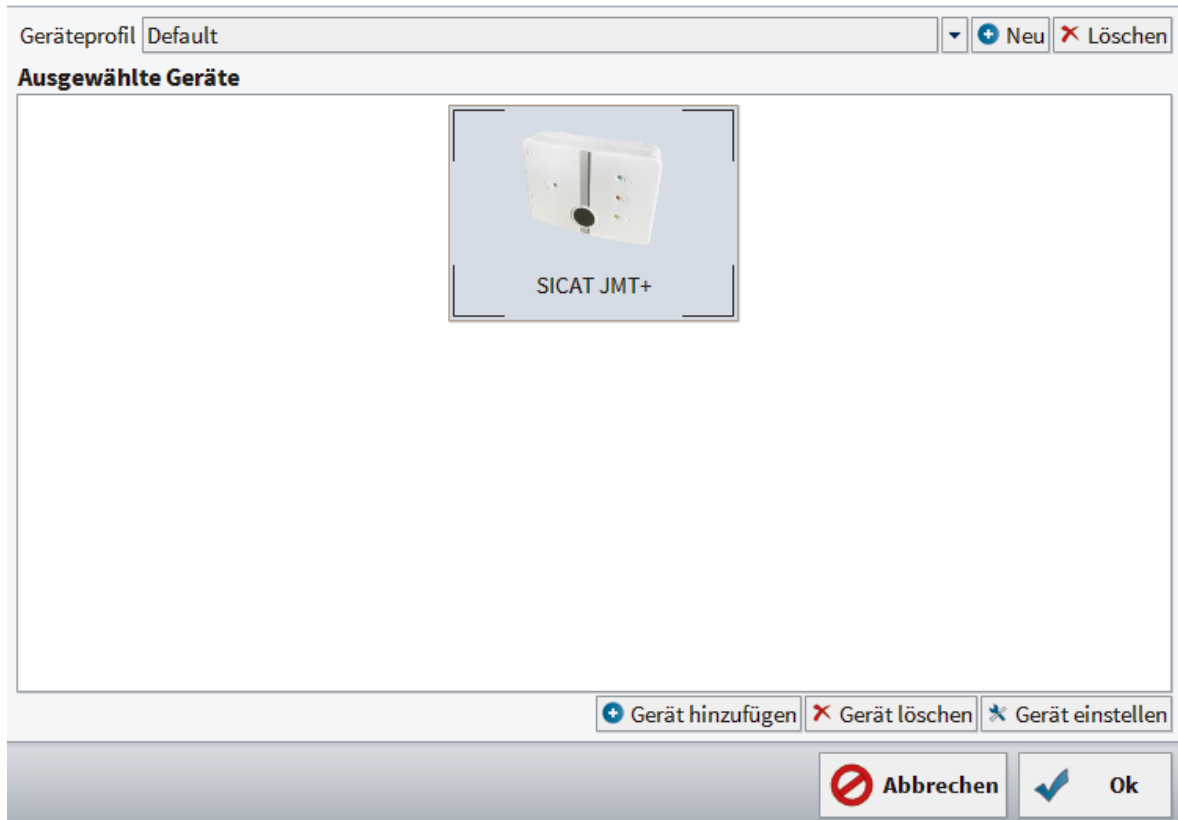 Geräteprofil Default Neu Löschen
Ausgewählte Geräte
SICAT JMT+
Gerät hinzufügen Gerät löschen Gerät einstellen
Abbrechen Ok